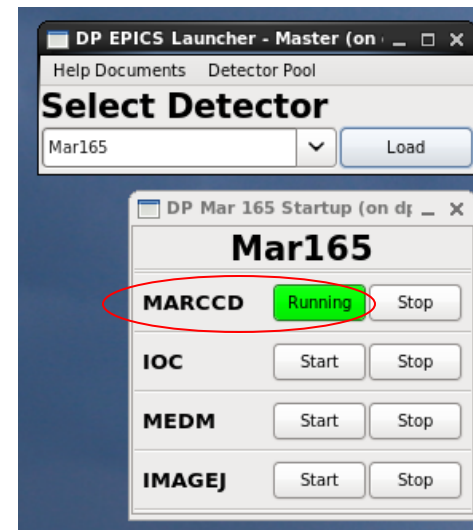 DP EPICS Launcher - Master (on
Help Documents Detector Pool
Select Detector
Mar165 Load
DP Mar 165 Startup (on dp
Mar165
MARCCD Running Stop
IOC Start Stop
MEDM Start Stop
IMAGEJ Start Stop